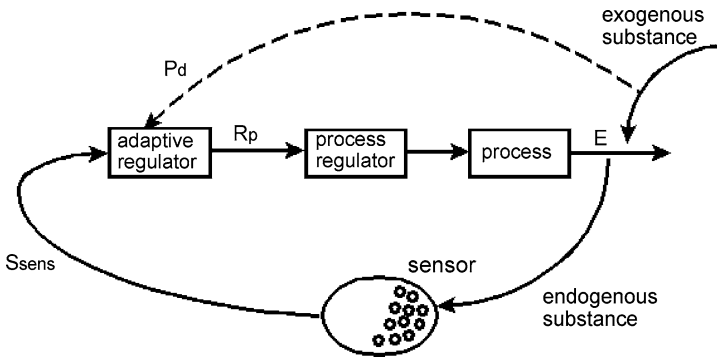 exogenous
substance
Pd
adaptive
regulator
Rp
process
regulator
process
E
Ssens
sensor
endogenous
substance